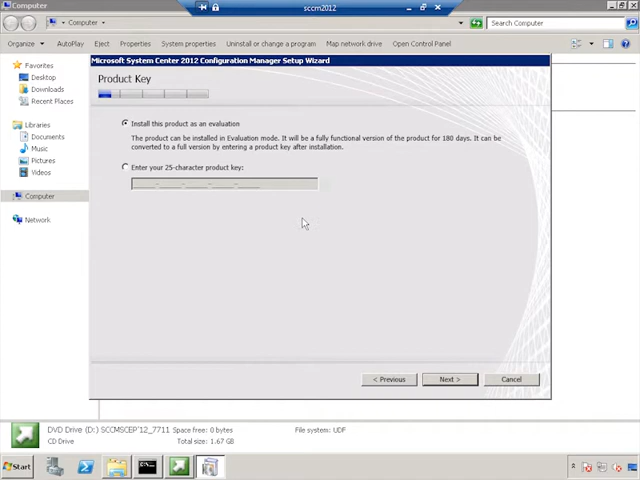 Computer
sccm2012
Computer
Search Computer
Organize
AutoPlay
Eject
Properties
System properties
Uninstall or change a program
Map network drive
Open Control Panel
Favorites
Desktop
Downloads
Recent Places
Libraries
Documents
Music
Pictures
Videos
Computer
Network
Microsoft System Center 2012 Configuration Manager Setup Wizard
Product Key
Install this product as an evaluation
The product can be installed in Evaluation mode. It will be a fully functional version of the product for 180 days. It can be
converted to a full version by entering a product key after installation.
Enter your 25-character product key:
_____-_____-_____-_____-_____
< Previous
Next >
Cancel
DVD Drive (D:) SCCMSCEP'12_7711
Space free: 0 bytes
File system: UDF
CD Drive
Total size: 1.67 GB
Start